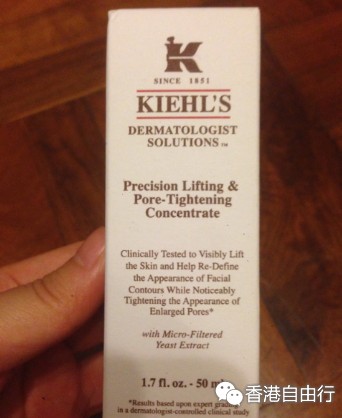 SINCE 1851
KIEHL'S
DERMATOLOGIST
SOLUTIONS™
Precision Lifting &
Pore-Tightening
Concentrate
Clinically Tested to Visibly Lift
the Skin and Help Re-Define
the Appearance of Facial
Contours While Noticeably
Tightening the Appearance of
Enlarged Pores*
with Micro-Filtered
Yeast Extract
1.7 fl. oz. - 50 ml
*Results based upon expert grading
in a dermatologist-controlled clinical study
香港自由行